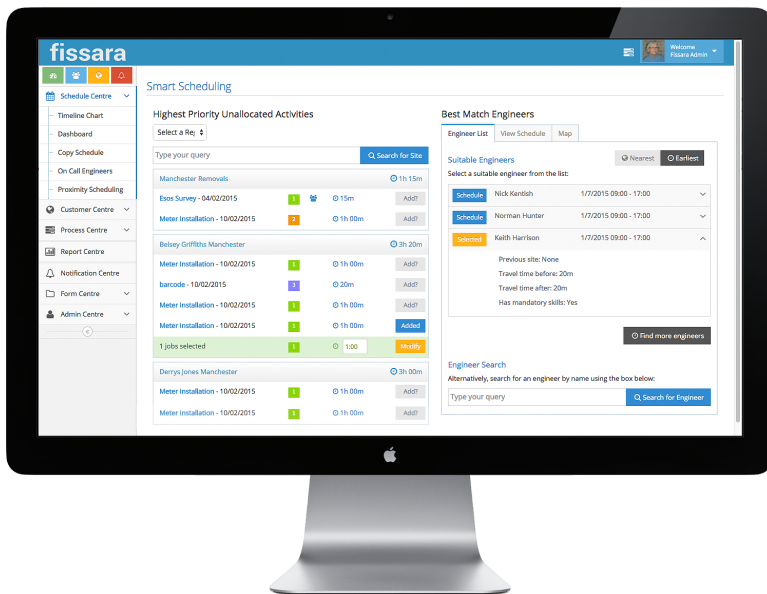 fissara
Welcome
Fissara Admin
Schedule Centre
Timeline Chart
Dashboard
Copy Schedule
On Call Engineers
Proximity Scheduling
Customer Centre
Process Centre
Report Centre
Notification Centre
Form Centre
Admin Centre
Smart Scheduling
Highest Priority Unallocated Activities
Select a Re
Type your query
Search for Site
Manchester Removals 1h 15m
Esos Survey - 04/02/2015 1 15m Add?
Meter Installation - 10/02/2015 2 1h 00m Add?
Belsey Griffiths Manchester 3h 20m
Meter Installation - 10/02/2015 1 1h 00m Add?
barcode - 10/02/2015 3 20m Add?
Meter Installation - 10/02/2015 1 1h 00m Add?
Meter Installation - 10/02/2015 1 1h 00m Added
1 jobs selected 1 1:00 Modify
Derrys Jones Manchester 3h 00m
Meter Installation - 10/02/2015 1 1h 00m Add?
Meter Installation - 10/02/2015 1 1h 00m Add?
Best Match Engineers
Engineer List View Schedule Map
Suitable Engineers Nearest Earliest
Select a suitable engineer from the list:
Schedule Nick Kentish 1/7/2015 09:00 - 17:00
Schedule Norman Hunter 1/7/2015 09:00 - 17:00
Selected Keith Harrison 1/7/2015 09:00 - 17:00
Previous site: None
Travel time before: 20m
Travel time after: 20m
Has mandatory skills: Yes
Find more engineers
Engineer Search
Alternatively, search for an engineer by name using the box below:
Type your query Search for Engineer